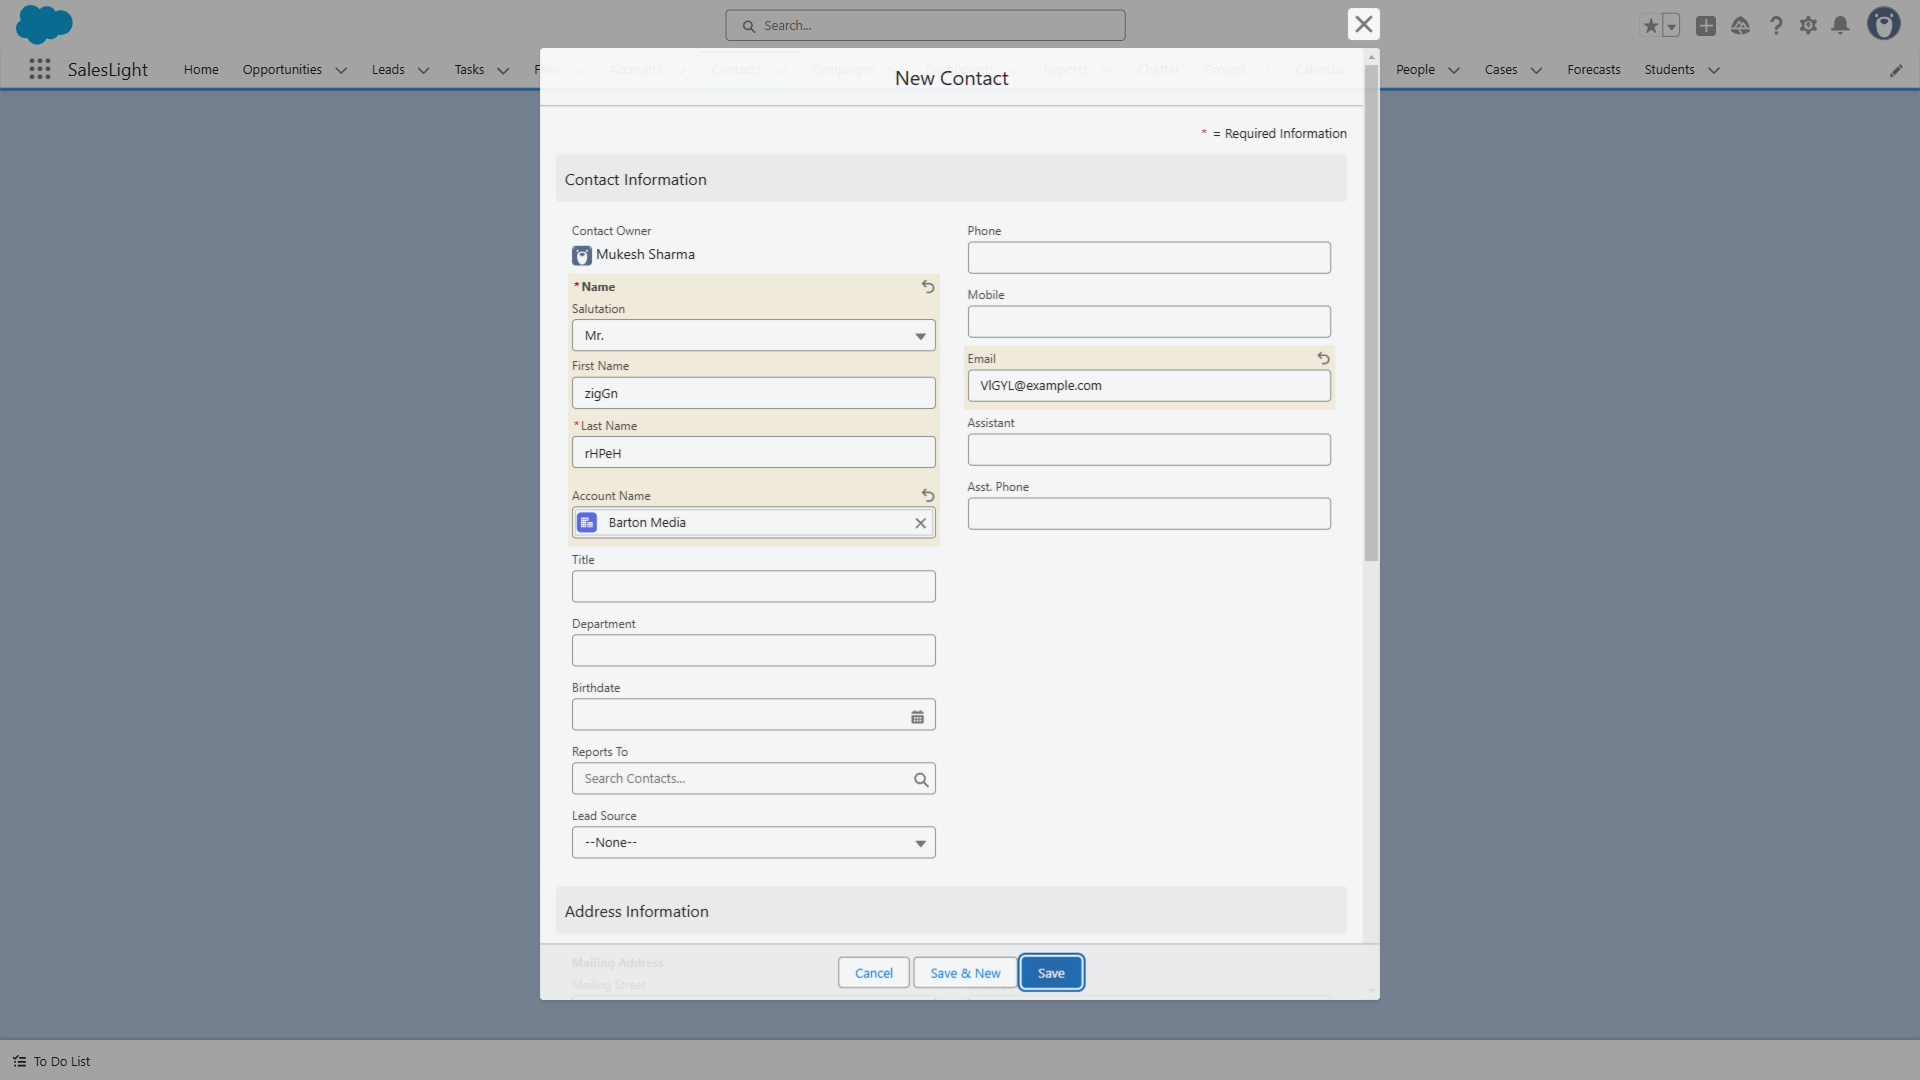 Search...
SalesLight
Home
Opportunities
Leads
Tasks
Files
Accounts
Contacts
Campaigns
Dashboards
Reports
Chatter
Groups
Calendar
People
Cases
Forecasts
Students
New Contact
* = Required Information
Contact Information
Contact Owner
Mukesh Sharma
*Name
Salutation
Mr.
First Name
zigGn
*Last Name
rHPeH
Account Name
Barton Media
Title
Department
Birthdate
Reports To
Search Contacts...
Lead Source
--None--
Phone
Mobile
Email
VlGYL@example.com
Assistant
Asst. Phone
Address Information
Mailing Address
Mailing Street
Cancel
Save & New
Save
To Do List